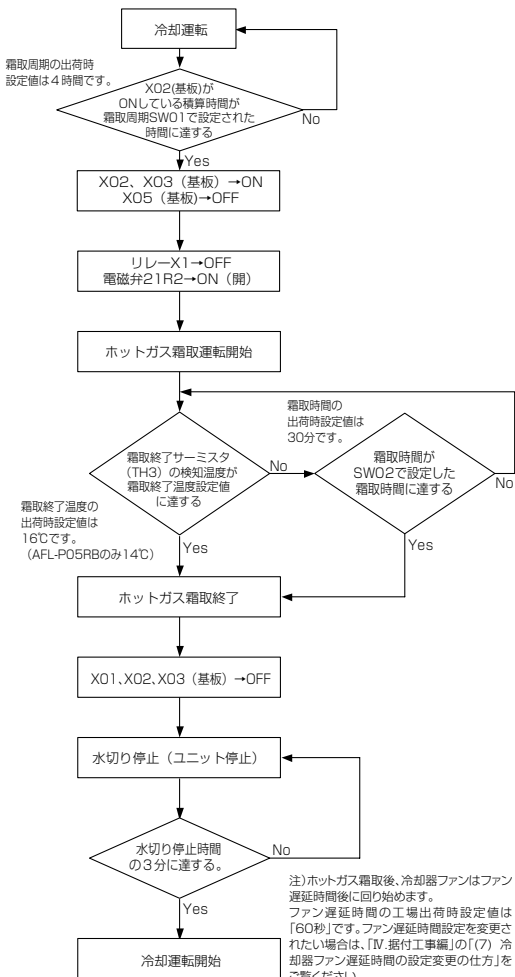 冷却運転
霜取周期の出荷時
設定値は4時間です。
X02(基板)が
ONしている積算時間が
霜取周期SW01で設定された
時間に達する
No
Yes
X02、X03（基板）→ON
X05（基板)→OFF
リレーX1→OFF
電磁弁21R2→ON（開）
ホットガス霜取運転開始
霜取時間の
出荷時設定値は
30分です。
霜取終了サーミスタ
（TH3）の検知温度が
霜取終了温度設定値
に達する
No
霜取時間が
SW02で設定した
霜取時間に達する
No
霜取終了温度の
出荷時設定値は
16℃です。
（AFL-P05RBのみ14℃）
Yes
Yes
ホットガス霜取終了
X01、X02、X03（基板）→OFF
水切り停止（ユニット停止）
水切り停止時間
の3分に達する。
No
Yes
冷却運転開始
注)ホットガス霜取後、冷却器ファンはファン
遅延時間後に回り始めます。
ファン遅延時間の工場出荷時設定値は
「60秒」です。ファン遅延時間設定を変更さ
れたい場合は、「Ⅳ.据付工事編」の「(7) 冷
却器ファン遅延時間の設定変更の仕方」を
ご覧ください